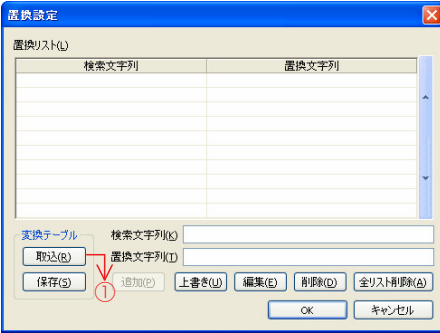 置換設定
置換リスト(L)
検索文字列 置換文字列
変換テーブル 検索文字列(K)
取込(R) 置換文字列(T)
保存(S) ① 追加(P) 上書き(U) 編集(E) 削除(D) 全リスト削除(A)
OK キャンセル